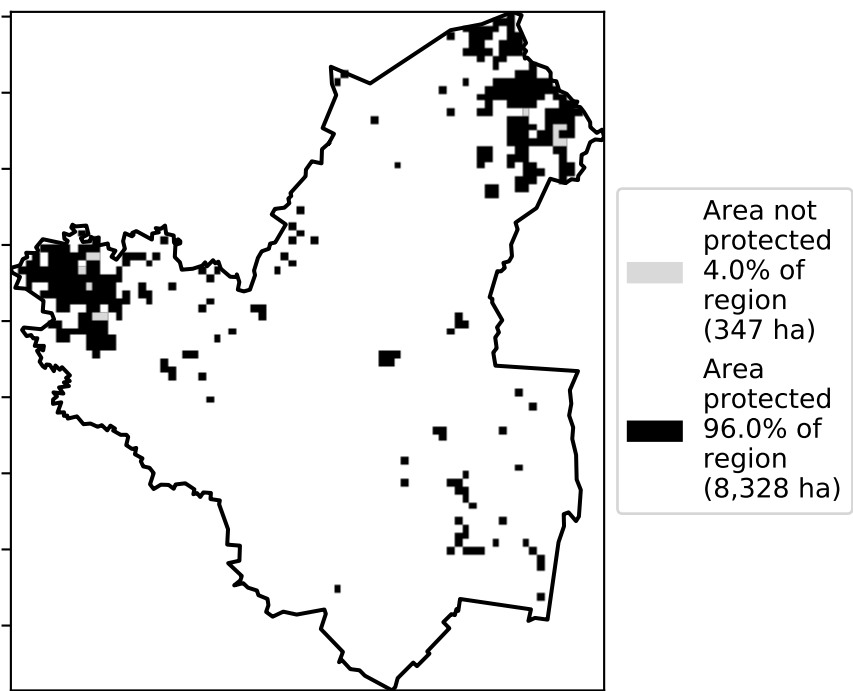 Area not
protected
4.0% of
region
(347 ha)
Area
protected
96.0% of
region
(8,328 ha)